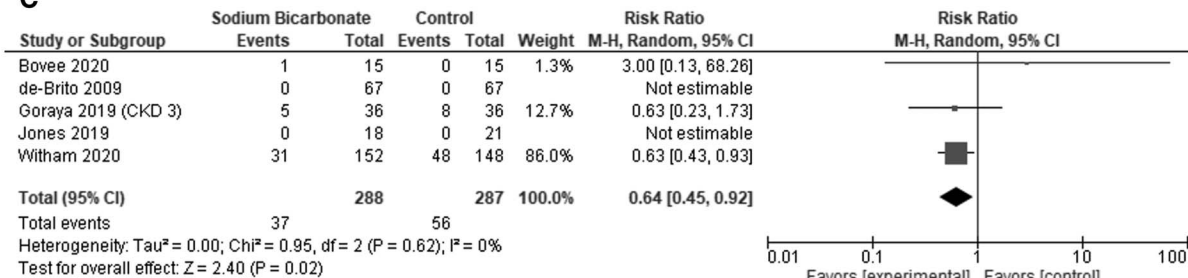 C
Sodium Bicarbonate Control Risk Ratio Risk Ratio
Study or Subgroup Events Total Events Total Weight M-H, Random, 95% CI M-H, Random, 95% CI
Bovee 2020 1 15 0 15 1.3% 3.00 [0.13, 68.26]
de-Brito 2009 0 67 0 67 Not estimable
Goraya 2019 (CKD 3) 5 36 8 36 12.7% 0.63 [0.23, 1.73]
Jones 2019 0 18 0 21 Not estimable
Witham 2020 31 152 48 148 86.0% 0.63 [0.43, 0.93]
Total (95% CI) 288 287 100.0% 0.64 [0.45, 0.92]
Total events 37 56
Heterogeneity: Tau² = 0.00; Chi² = 0.95, df = 2 (P = 0.62); I² = 0%
Test for overall effect: Z = 2.40 (P = 0.02)
0.01 0.1 1 10 100
Favors [experimental] Favors [control]